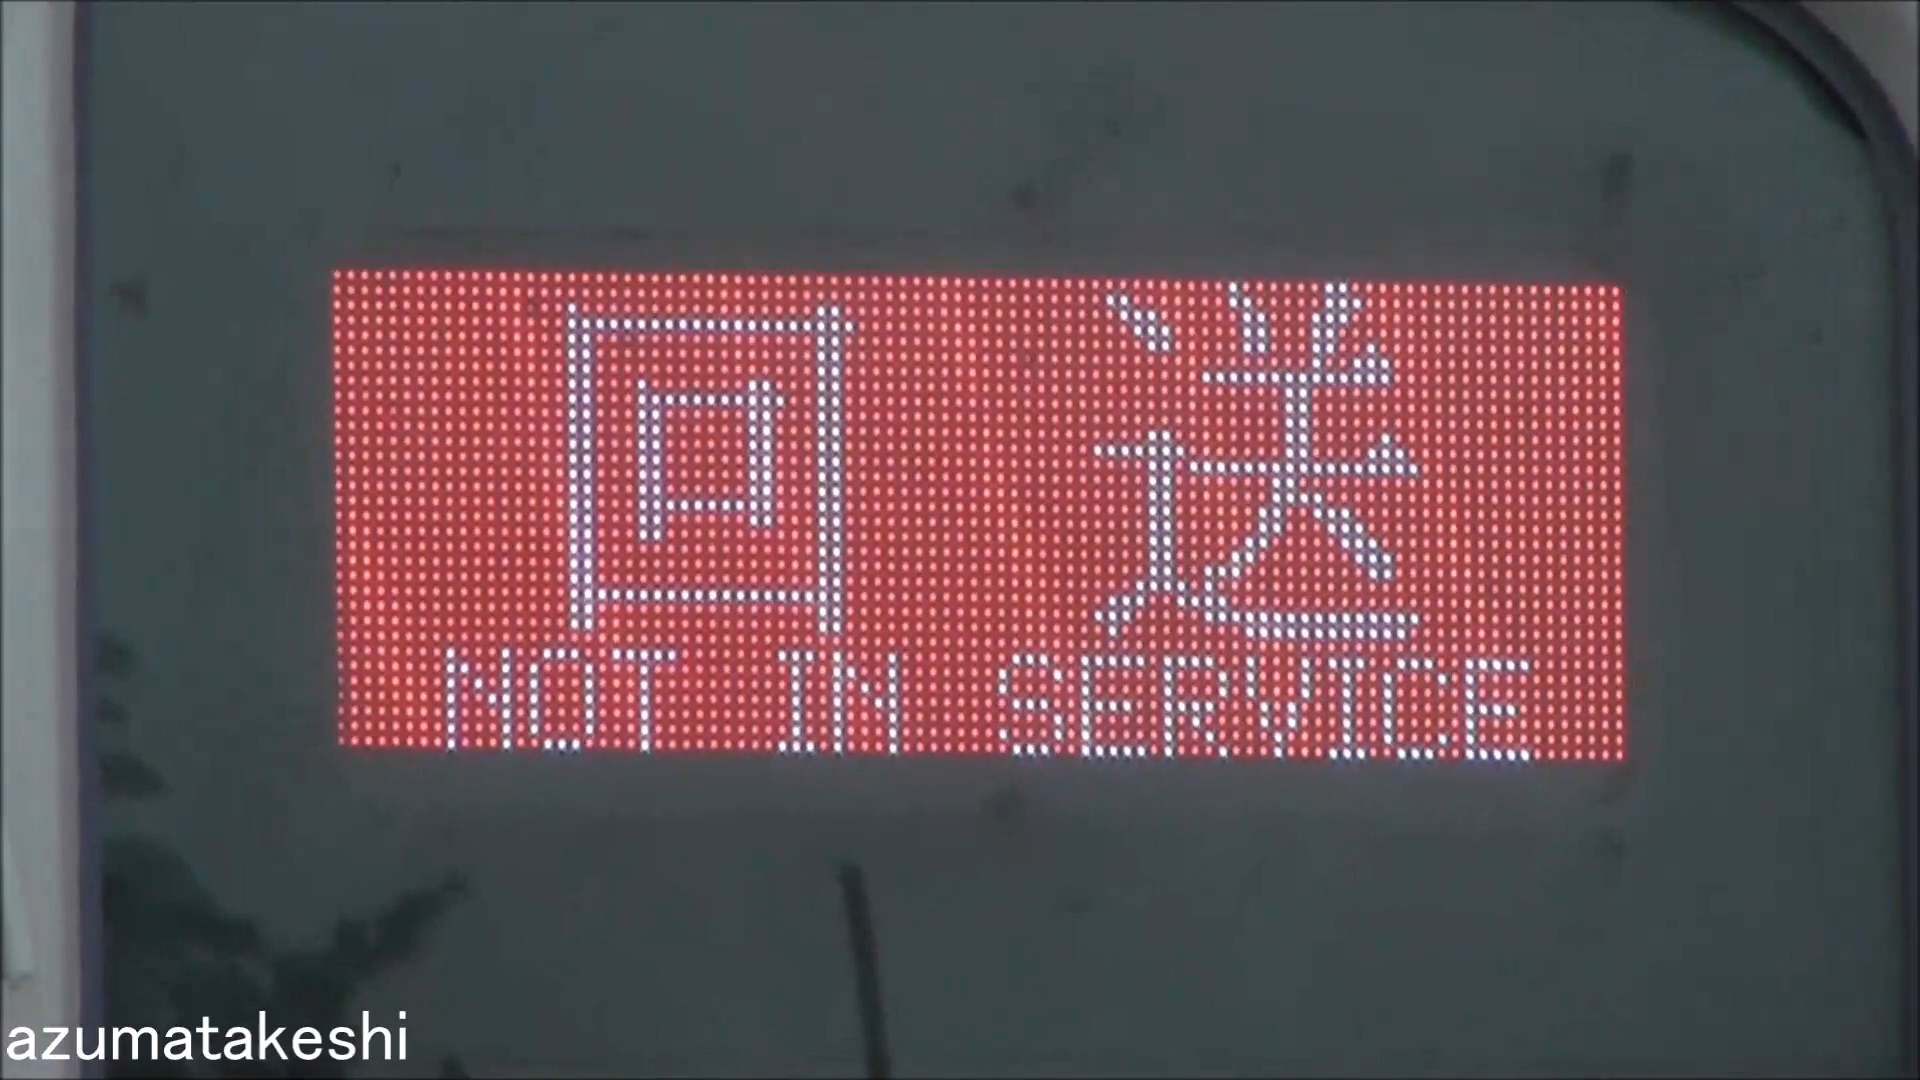 回送
NOT IN SERVICE
azumatakeshi